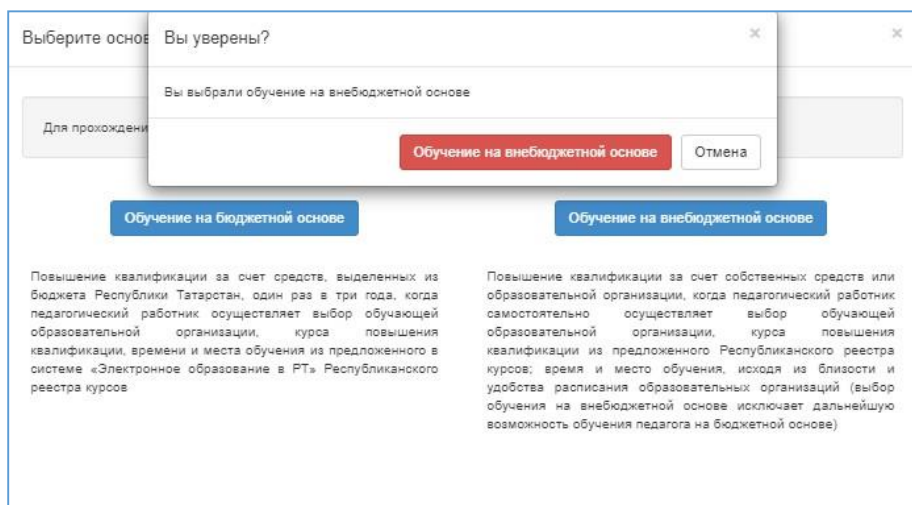 Выберите основ
Вы уверены?
×
×
Вы выбрали обучение на внебюджетной основе
Для прохождени
Обучение на внебюджетной основе
Отмена
Обучение на бюджетной основе
Обучение на внебюджетной основе
Повышение квалификации за счет средств, выделенных из
бюджета Республики Татарстан, один раз в три года, когда
педагогический работник осуществляет выбор обучающей
образовательной организации, курса повышения
квалификации, времени и места обучения из предложенного в
системе «Электронное образование в РТ» Республиканского
реестра курсов
Повышение квалификации за счет собственных средств или
образовательной организации, когда педагогический работник
самостоятельно осуществляет выбор обучающей
образовательной организации, курса повышения
квалификации из предложенного Республиканского реестра
курсов; время и место обучения, исходя из близости и
удобства расписания образовательных организаций (выбор
обучения на внебюджетной основе исключает дальнейшую
возможность обучения педагога на бюджетной основе)